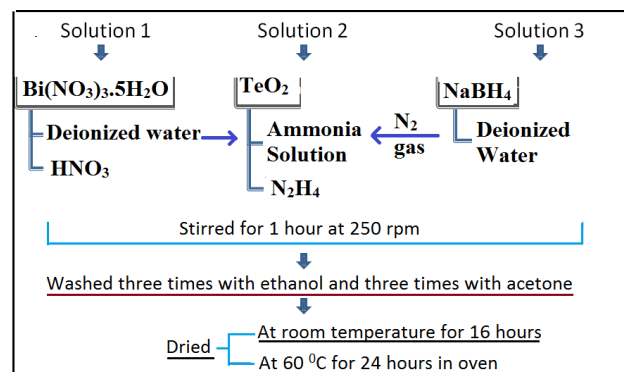 . Solution 1 Solution 2 Solution 3
Bi(NO₃)₃.5H₂O TeO₂ NaBH₄
Deionized water
HNO₃
Ammonia
Solution
N₂H₄
N₂
gas
Deionized
Water
Stirred for 1 hour at 250 rpm
Washed three times with ethanol and three times with acetone
Dried
At room temperature for 16 hours
At 60 ⁰C for 24 hours in oven